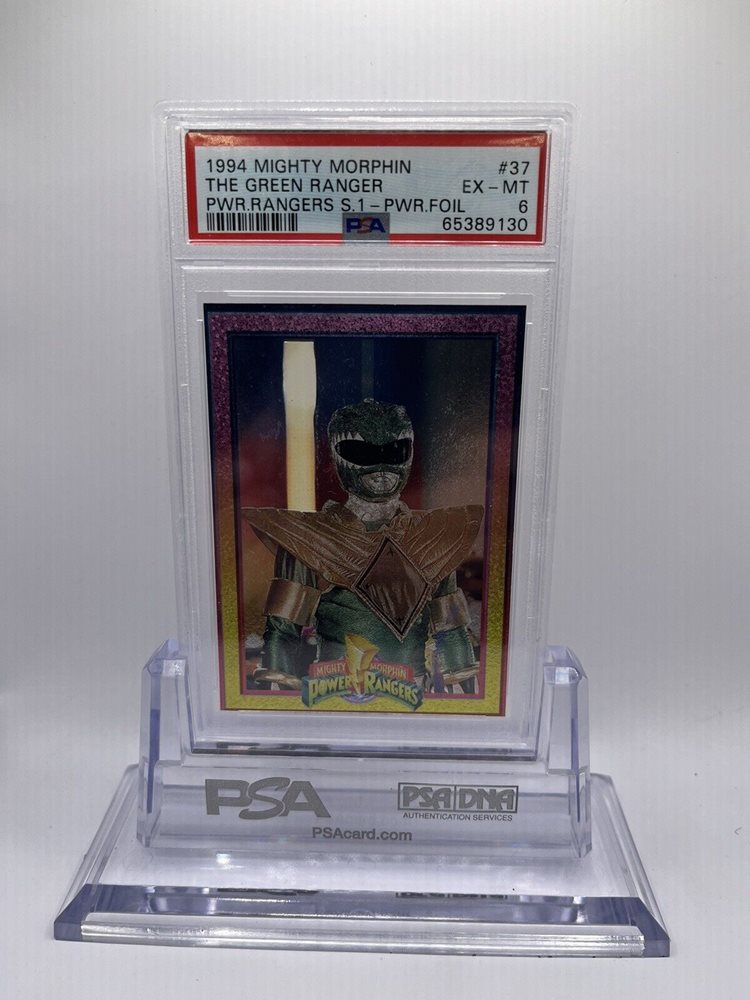 1994 MIGHTY MORPHIN #37
THE GREEN RANGER EX - MT
PWR.RANGERS S.1 - PWR.FOIL 6
PSA 65389130
MIGHTY MORPHIN
POWER RANGERS
PSA PSA DNA
AUTHENTICATION SERVICES
PSAcard.com